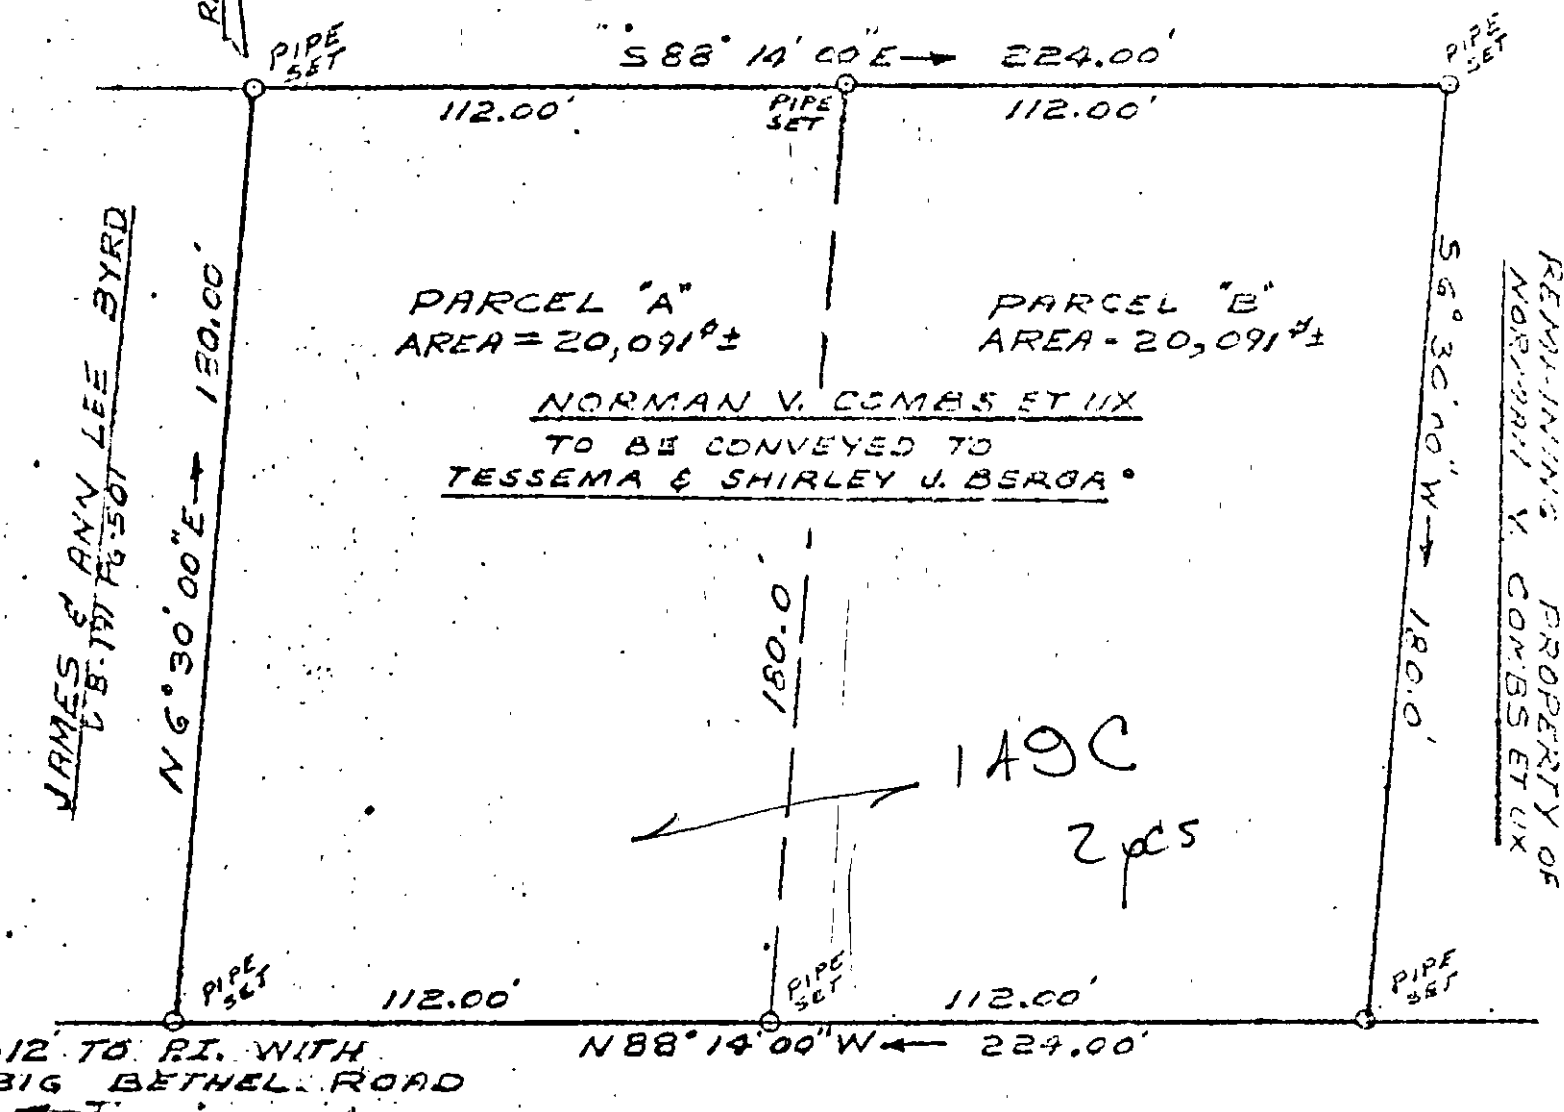 PIPE
SET
S 88° 14' 00" E → 224.00'
PIPE
SET
112.00'
PIPE
SET
112.00'
JAMES & ANN LEE BYRD
PG. 501
N 6° 30' 00" E → 180.00'
PARCEL "A"
AREA = 20,091 ±
PARCEL "B"
AREA - 20,091 ±
NORMAN V. COMBS ET UX
TO BE CONVEYED TO
TESSEMA & SHIRLEY J.
180.0'
S 6° 30' 00" W → 180.0'
REMAINING PROPERTY OF
NORMAN V. COMBS ET UX
1A9C
2 pcs
PIPE
SET
112.00'
PIPE
SET
112.00'
PIPE
SET
12' TO P.I. WITH
BIG BETHEL ROAD
N 88° 14' 00" W ← 224.00'